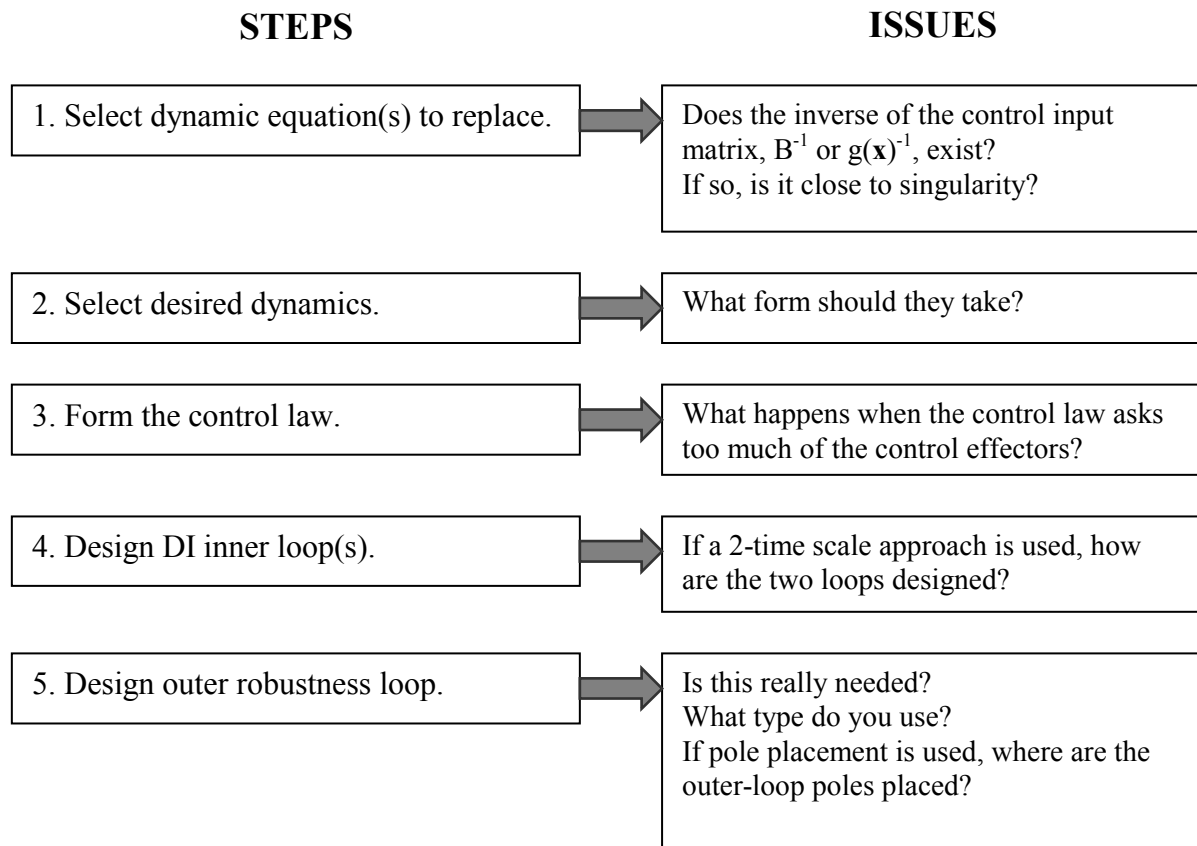 STEPS
ISSUES
1. Select dynamic equation(s) to replace.
Does the inverse of the control input
matrix, B⁻¹ or g(x)⁻¹, exist?
If so, is it close to singularity?
2. Select desired dynamics.
What form should they take?
3. Form the control law.
What happens when the control law asks
too much of the control effectors?
4. Design DI inner loop(s).
If a 2-time scale approach is used, how
are the two loops designed?
5. Design outer robustness loop.
Is this really needed?
What type do you use?
If pole placement is used, where are the
outer-loop poles placed?